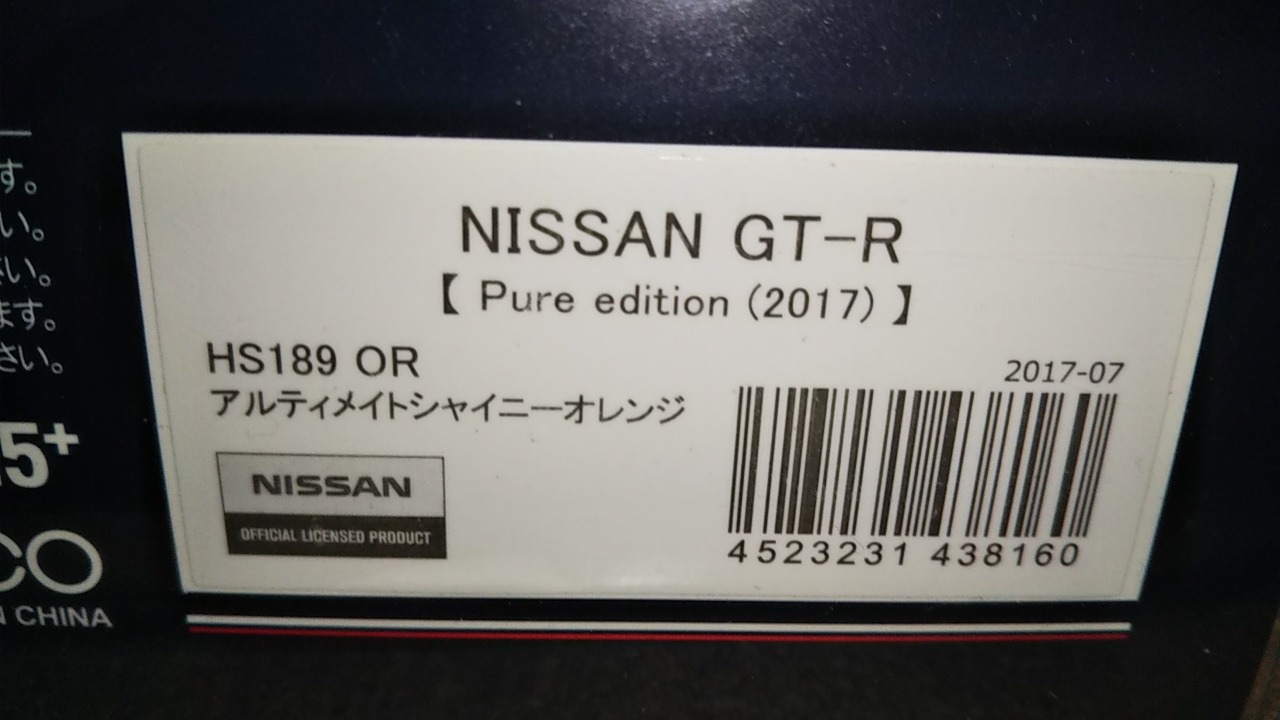 す。
い。
い。
ます。
さい。
5+
CO
CHINA
NISSAN GT-R
【 Pure edition (2017) 】
HS189 OR
アルティメイトシャイニーオレンジ
2017-07
NISSAN
OFFICIAL LICENSED PRODUCT
4523231 438160